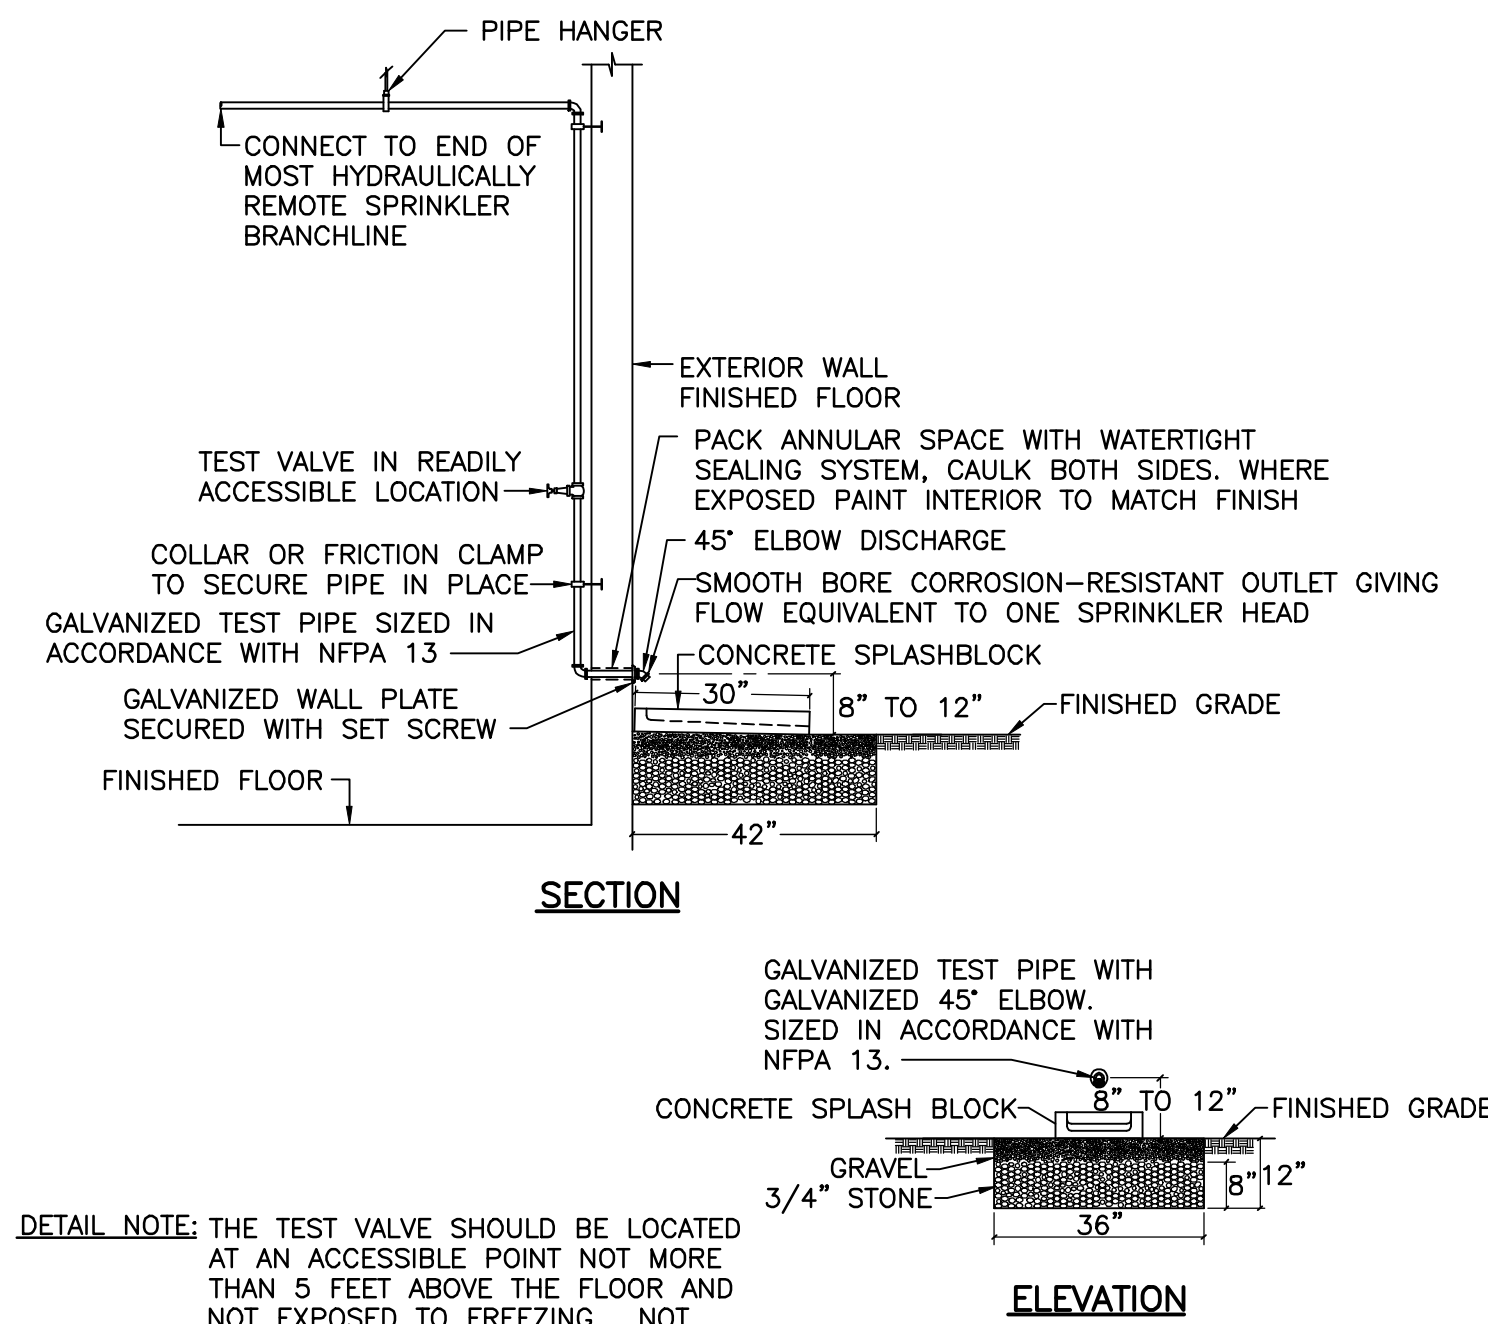 PIPE HANGER
CONNECT TO END OF
MOST HYDRAULICALLY
REMOTE SPRINKLER
BRANCHLINE
EXTERIOR WALL
FINISHED FLOOR
PACK ANNULAR SPACE WITH WATERTIGHT
SEALING SYSTEM, CAULK BOTH SIDES. WHERE
EXPOSED PAINT INTERIOR TO MATCH FINISH
TEST VALVE IN READILY
ACCESSIBLE LOCATION
45° ELBOW DISCHARGE
COLLAR OR FRICTION CLAMP
TO SECURE PIPE IN PLACE
SMOOTH BORE CORROSION-RESISTANT OUTLET GIVING
FLOW EQUIVALENT TO ONE SPRINKLER HEAD
GALVANIZED TEST PIPE SIZED IN
ACCORDANCE WITH NFPA 13
CONCRETE SPLASHBLOCK
30"
8" TO 12"
FINISHED GRADE
GALVANIZED WALL PLATE
SECURED WITH SET SCREW
FINISHED FLOOR
42"
SECTION
GALVANIZED TEST PIPE WITH
GALVANIZED 45° ELBOW.
SIZED IN ACCORDANCE WITH
NFPA 13.
8" TO 12"
CONCRETE SPLASH BLOCK
FINISHED GRADE
GRAVEL
3/4" STONE
8"
12"
36"
ELEVATION
DETAIL NOTE: THE TEST VALVE SHOULD BE LOCATED
AT AN ACCESSIBLE POINT NOT MORE
THAN 5 FEET ABOVE THE FLOOR AND
NOT EXPOSED TO FREEZING NOT